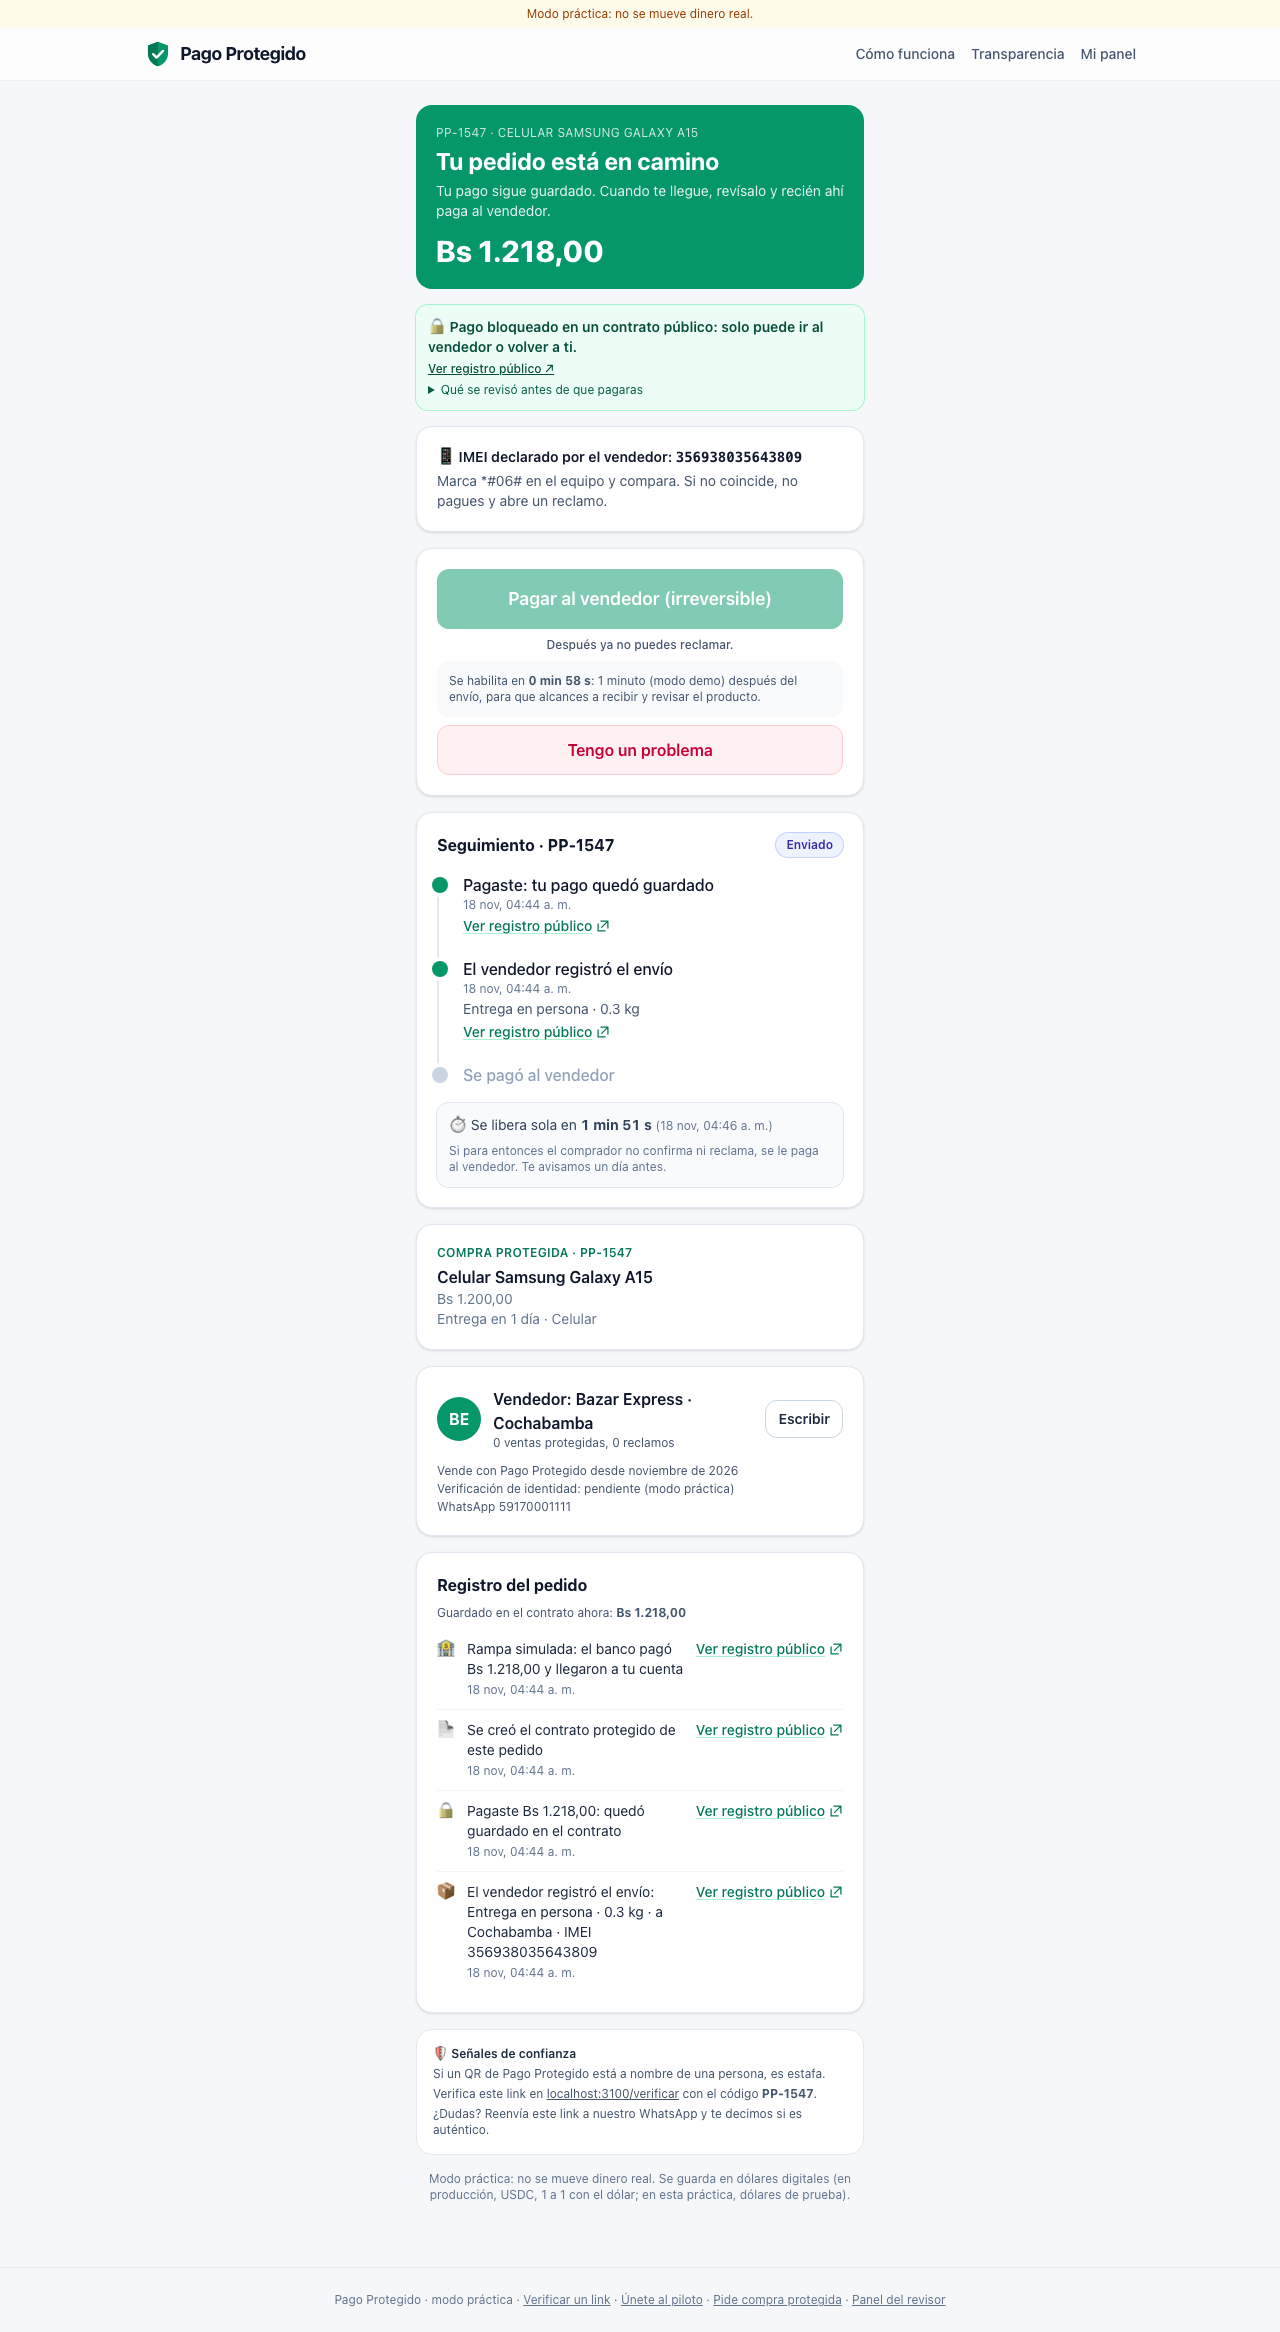 Modo práctica: no se mueve dinero real.
Pago Protegido
Cómo funciona
Transparencia
Mi panel
PP-1547 · CELULAR SAMSUNG GALAXY A15
Tu pedido está en camino
Tu pago sigue guardado. Cuando te llegue, revísalo y recién ahí
paga al vendedor.
Bs 1.218,00
Pago bloqueado en un contrato público: solo puede ir al
vendedor o volver a ti.
Ver registro público ↗
Qué se revisó antes de que pagaras
IMEI declarado por el vendedor: 356938035643809
Marca *#06# en el equipo y compara. Si no coincide, no
pagues y abre un reclamo.
Pagar al vendedor (irreversible)
Después ya no puedes reclamar.
Se habilita en 0 min 58 s: 1 minuto (modo demo) después del
envío, para que alcances a recibir y revisar el producto.
Tengo un problema
Seguimiento · PP-1547
Enviado
Pagaste: tu pago quedó guardado
18 nov, 04:44 a. m.
Ver registro público
El vendedor registró el envío
18 nov, 04:44 a. m.
Entrega en persona · 0.3 kg
Ver registro público
Se pagó al vendedor
Se libera sola en 1 min 51 s (18 nov, 04:46 a. m.)
Si para entonces el comprador no confirma ni reclama, se le paga
al vendedor. Te avisamos un día antes.
COMPRA PROTEGIDA · PP-1547
Celular Samsung Galaxy A15
Bs 1.200,00
Entrega en 1 día · Celular
BE
Vendedor: Bazar Express ·
Cochabamba
0 ventas protegidas, 0 reclamos
Escribir
Vende con Pago Protegido desde noviembre de 2026
Verificación de identidad: pendiente (modo práctica)
WhatsApp 59170001111
Registro del pedido
Guardado en el contrato ahora: Bs 1.218,00
Rampa simulada: el banco pagó
Bs 1.218,00 y llegaron a tu cuenta
18 nov, 04:44 a. m.
Ver registro público
Se creó el contrato protegido de
este pedido
18 nov, 04:44 a. m.
Ver registro público
Pagaste Bs 1.218,00: quedó
guardado en el contrato
18 nov, 04:44 a. m.
Ver registro público
El vendedor registró el envío:
Entrega en persona · 0.3 kg · a
Cochabamba · IMEI
356938035643809
18 nov, 04:44 a. m.
Ver registro público
Señales de confianza
Si un QR de Pago Protegido está a nombre de una persona, es estafa.
Verifica este link en localhost:3100/verificar con el código PP-1547.
¿Dudas? Reenvía este link a nuestro WhatsApp y te decimos si es
auténtico.
Modo práctica: no se mueve dinero real. Se guarda en dólares digitales (en
producción, USDC, 1 a 1 con el dólar; en esta práctica, dólares de prueba).
Pago Protegido · modo práctica · Verificar un link · Únete al piloto · Pide compra protegida · Panel del revisor